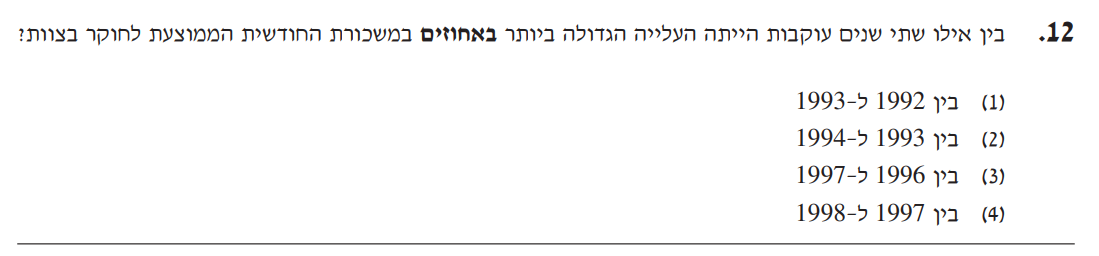 12. בין אילו שתי שנים עוקבות הייתה העלייה הגדולה ביותר באחוזים במשכורת החודשית הממוצעת לחוקר בצוות?
(1) בין 1992 ל-1993
(2) בין 1993 ל-1994
(3) בין 1996 ל-1997
(4) בין 1997 ל-1998